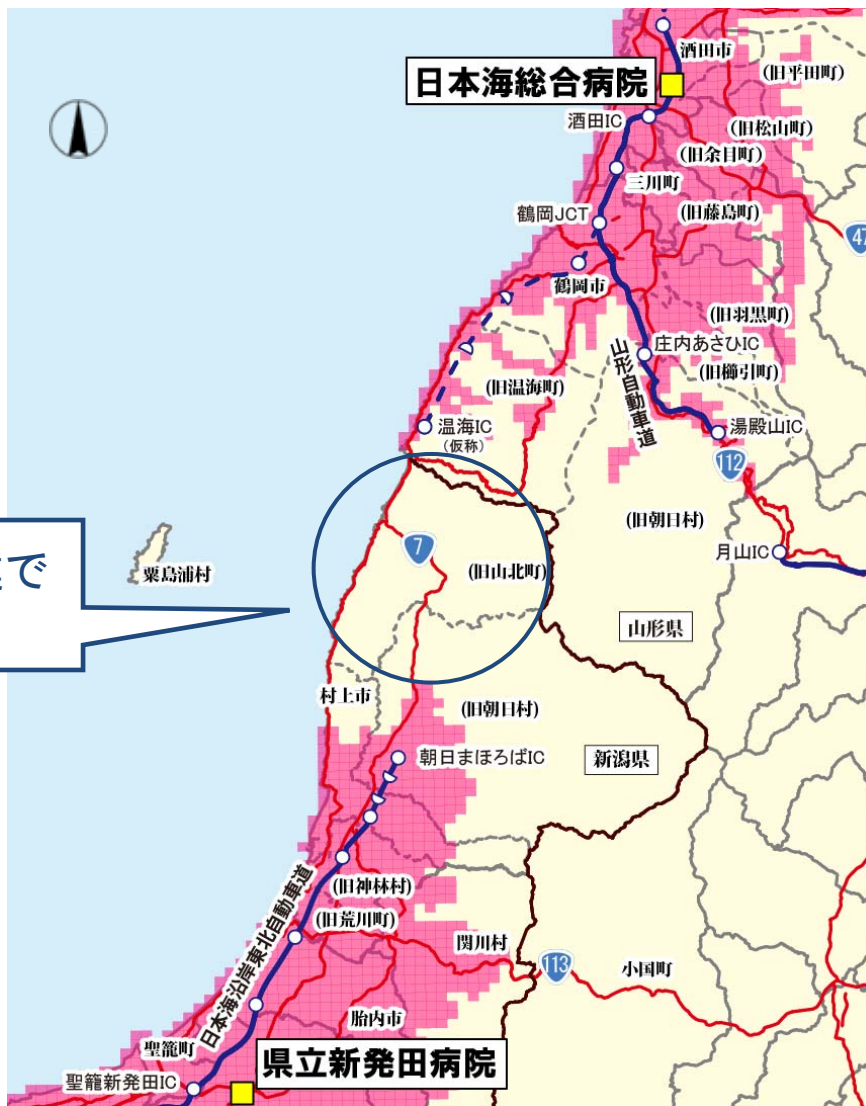 酒田市
日本海総合病院
(旧平田町)
酒田IC
(旧松山町)
(旧余目町)
三川町
鶴岡JCT
(旧藤島町)
47
鶴岡市
(旧羽黒町)
庄内あさひIC
(旧櫛引町)
山形自動車道
(旧温海町)
湯殿山IC
温海IC
(仮称)
112
(旧朝日村)
月山IC
7
(旧山北町)
で
粟島浦村
山形県
村上市
(旧朝日村)
朝日まほろばIC
新潟県
(旧神林村)
(旧荒川町)
日本海沿岸東北自動車道
関川村
113
小国町
胎内市
聖籠町
県立新発田病院
聖籠新発田IC